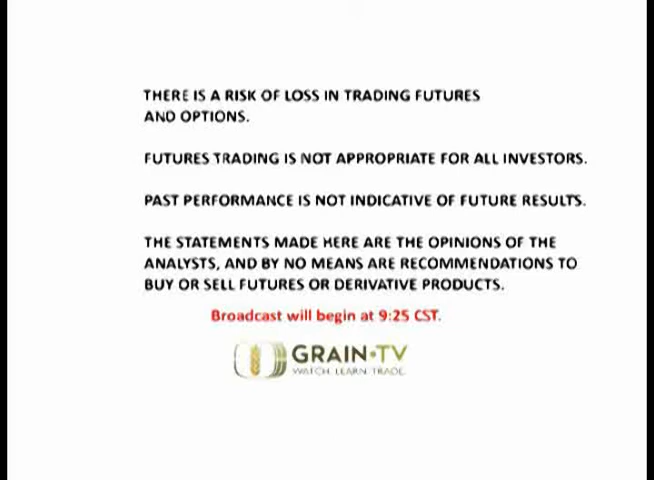 THERE IS A RISK OF LOSS IN TRADING FUTURES
AND OPTIONS.
FUTURES TRADING IS NOT APPROPRIATE FOR ALL INVESTORS.
PAST PERFORMANCE IS NOT INDICATIVE OF FUTURE RESULTS.
THE STATEMENTS MADE HERE ARE THE OPINIONS OF THE
ANALYSTS, AND BY NO MEANS ARE RECOMMENDATIONS TO
BUY OR SELL FUTURES OR DERIVATIVE PRODUCTS.
Broadcast will begin at 9:25 CST.
GRAIN•TV
WATCH LEARN TRADE